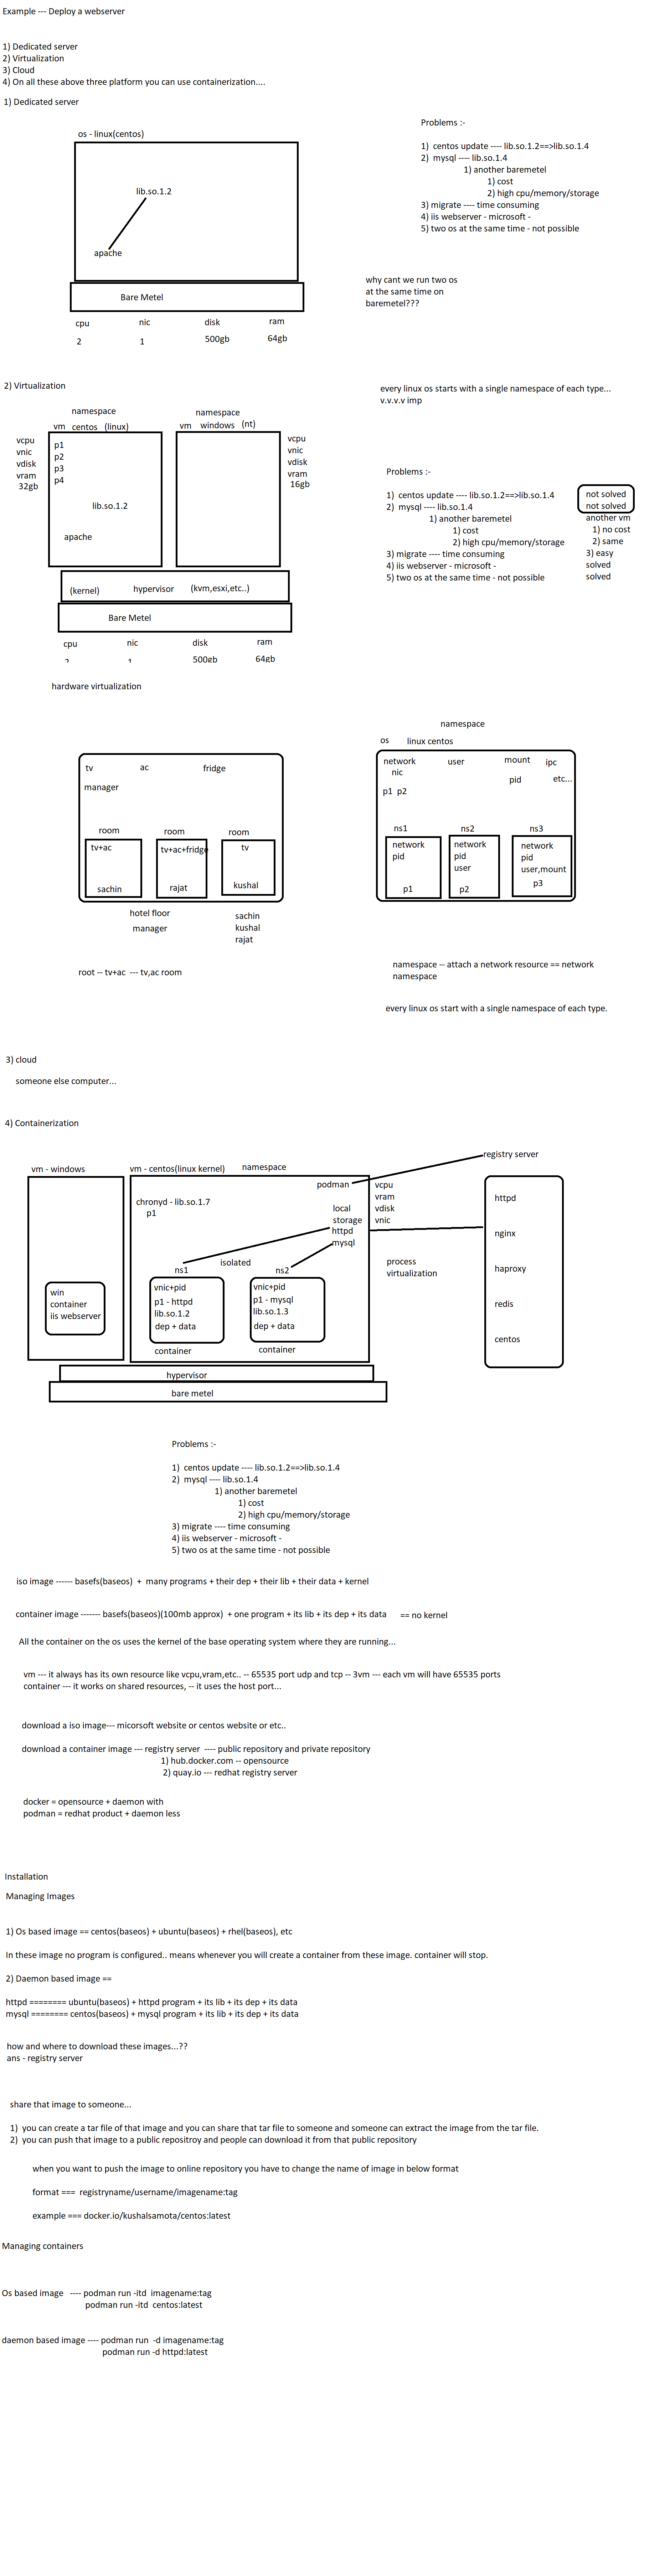 Example --- Deploy a webserver
1) Dedicated server
2) Virtualization
3) Cloud
4) On all these above three platform you can use containerization....
1) Dedicated server
os - linux(centos)
lib.so.1.2
apache
Bare Metel
cpu nic disk ram
2 1 500gb 64gb
Problems :-
1) centos update ---- lib.so.1.2==>lib.so.1.4
2) mysql ---- lib.so.1.4
1) another baremetel
1) cost
2) high cpu/memory/storage
3) migrate ---- time consuming
4) iis webserver - microsoft -
5) two os at the same time - not possible
why cant we run two os
at the same time on
baremetel???
2) Virtualization
every linux os starts with a single namespace of each type...
v.v.v.v imp
namespace
vm centos (linux)
vcpu
vnic
vdisk
vram
32gb
p1
p2
p3
p4
lib.so.1.2
apache
namespace
vm windows (nt)
vcpu
vnic
vdisk
vram
16gb
(kernel) hypervisor (kvm,esxi,etc..)
Bare Metel
cpu nic disk ram
2 1 500gb 64gb
hardware virtualization
Problems :-
1) centos update ---- lib.so.1.2==>lib.so.1.4
2) mysql ---- lib.so.1.4
1) another baremetel
1) cost
2) high cpu/memory/storage
3) migrate ---- time consuming
4) iis webserver - microsoft -
5) two os at the same time - not possible
not solved
not solved
another vm
1) no cost
2) same
3) easy
solved
solved
tv ac fridge
manager
room room room
tv+ac tv+ac+fridge tv
sachin rajat kushal
hotel floor
manager
sachin
kushal
rajat
root -- tv+ac --- tv,ac room
namespace
os linux centos
network user mount ipc
nic pid etc...
p1 p2
ns1 ns2 ns3
network
pid
p1
network
pid
user
p2
network
pid
user,mount
p3
namespace -- attach a network resource == network
namespace
every linux os start with a single namespace of each type.
3) cloud
someone else computer...
4) Containerization
vm - windows
win
container
iis webserver
vm - centos(linux kernel) namespace
podman
chronyd - lib.so.1.7
p1
local
storage
httpd
mysql
isolated
ns1 ns2
vnic+pid
p1 - httpd
lib.so.1.2
dep + data
container
vnic+pid
p1 - mysql
lib.so.1.3
dep + data
container
vcpu
vram
vdisk
vnic
process
virtualization
registry server
httpd
nginx
haproxy
redis
centos
hypervisor
bare metel
Problems :-
1) centos update ---- lib.so.1.2==>lib.so.1.4
2) mysql ---- lib.so.1.4
1) another baremetel
1) cost
2) high cpu/memory/storage
3) migrate ---- time consuming
4) iis webserver - microsoft -
5) two os at the same time - not possible
iso image ------ basefs(baseos) + many programs + their dep + their lib + their data + kernel
container image ------- basefs(baseos)(100mb approx) + one program + its lib + its dep + its data == no kernel
All the container on the os uses the kernel of the base operating system where they are running...
vm --- it always has its own resource like vcpu,vram,etc.. -- 65535 port udp and tcp -- 3vm --- each vm will have 65535 ports
container --- it works on shared resources, -- it uses the host port...
download a iso image--- micorsoft website or centos website or etc..
download a container image --- registry server ---- public repository and private repository
1) hub.docker.com -- opensource
2) quay.io --- redhat registry server
docker = opensource + daemon with
podman = redhat product + daemon less
Installation
Managing Images
1) Os based image == centos(baseos) + ubuntu(baseos) + rhel(baseos), etc
In these image no program is configured.. means whenever you will create a container from these image. container will stop.
2) Daemon based image ==
httpd ======== ubuntu(baseos) + httpd program + its lib + its dep + its data
mysql ======== centos(baseos) + mysql program + its lib + its dep + its data
how and where to download these images...??
ans - registry server
share that image to someone...
1) you can create a tar file of that image and you can share that tar file to someone and someone can extract the image from the tar file.
2) you can push that image to a public repositroy and people can download it from that public repository
when you want to push the image to online repository you have to change the name of image in below format
format === registryname/username/imagename:tag
example === docker.io/kushalsamota/centos:latest
Managing containers
Os based image ---- podman run -itd imagename:tag
podman run -itd centos:latest
daemon based image ---- podman run -d imagename:tag
podman run -d httpd:latest